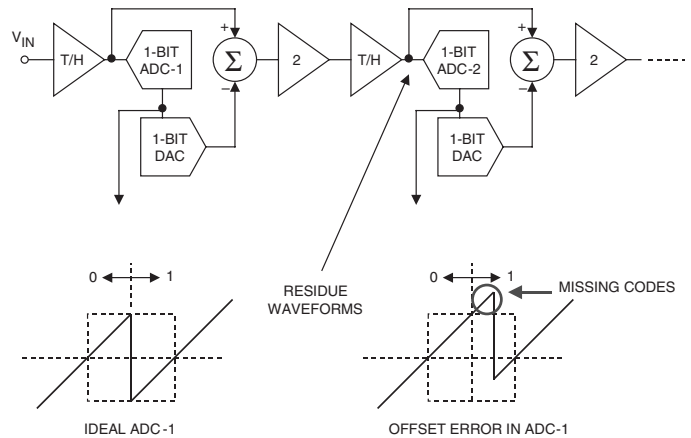 V_IN
T/H
1-BIT
ADC-1
+
Σ
−
2
T/H
1-BIT
ADC-2
+
Σ
−
2
1-BIT
DAC
1-BIT
DAC
0
1
RESIDUE
WAVEFORMS
0
1
MISSING CODES
IDEAL ADC-1
OFFSET ERROR IN ADC-1